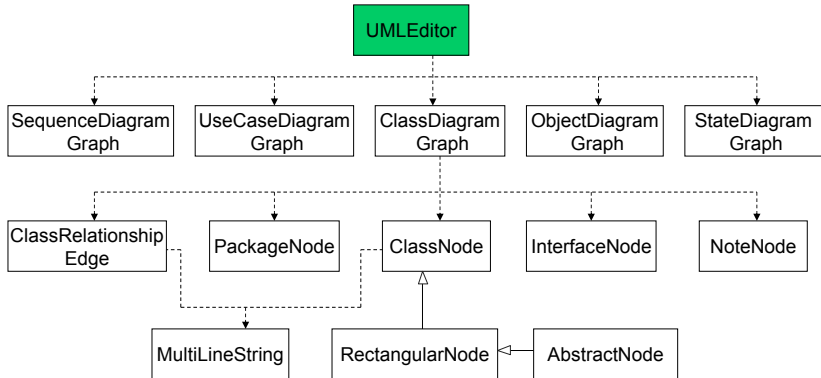 UMLEditor
SequenceDiagram
Graph
UseCaseDiagram
Graph
ClassDiagram
Graph
ObjectDiagram
Graph
StateDiagram
Graph
ClassRelationship
Edge
PackageNode
ClassNode
InterfaceNode
NoteNode
MultiLineString
RectangularNode
AbstractNode